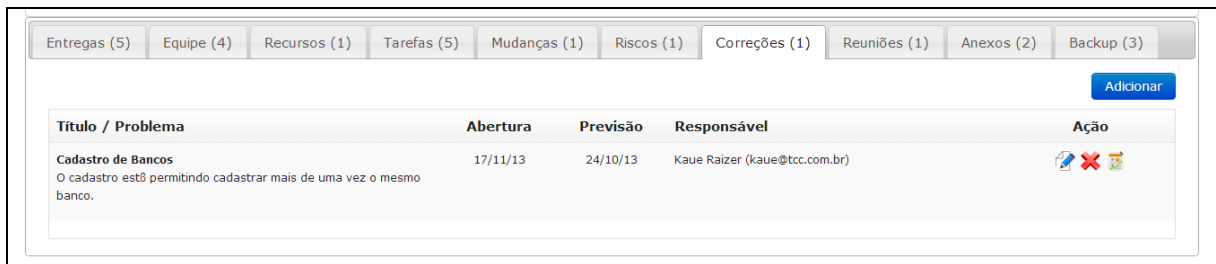 Entregas (5) Equipe (4) Recursos (1) Tarefas (5) Mudanças (1) Riscos (1) Correções (1) Reuniões (1) Anexos (2) Backup (3)
Adicionar
Título / Problema Abertura Previsão Responsável Ação
Cadastro de Bancos 17/11/13 24/10/13 Kaue Raizer (kaue@tcc.com.br)
O cadastro estß permitindo cadastrar mais de uma vez o mesmo
banco.